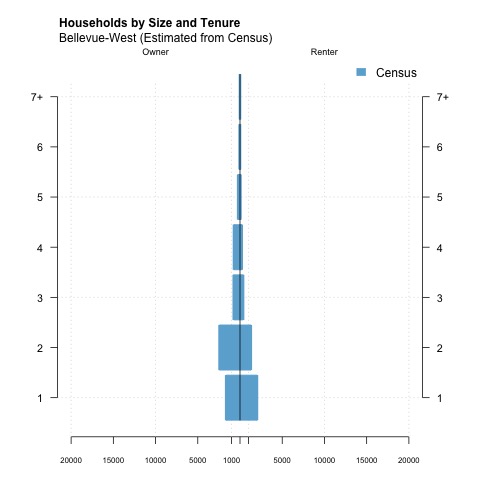 Households by Size and Tenure
Bellevue-West (Estimated from Census)
Owner Renter
Census
7+ 7+
6 6
5 5
4 4
3 3
2 2
1 1
20000 15000 10000 5000 1000 5000 10000 15000 20000